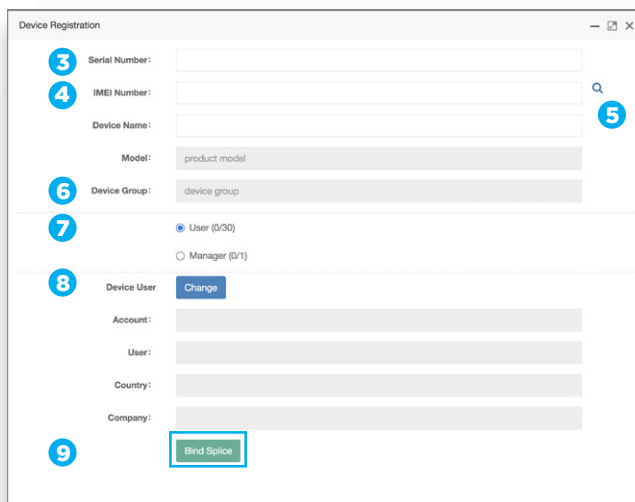 Device Registration
3 Serial Number:
4 IMEI Number:
5
Device Name:
Model: product model
6 Device Group: device group
7 User (0/30)
Manager (0/1)
8 Device User Change
Account:
User:
Country:
Company:
9 Bind Splice